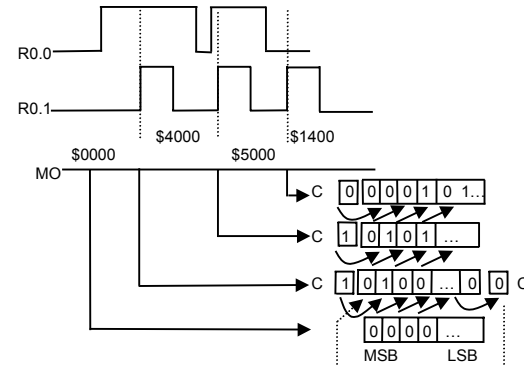 R0.0
R0.1
$4000 $1400
$0000 $5000
MO
C 0 0 0 0 1 0 1...
C 1 0 1 0 1 ...
C 1 0 1 0 0 ... 0 0 C
0 0 0 0 ...
MSB LSB